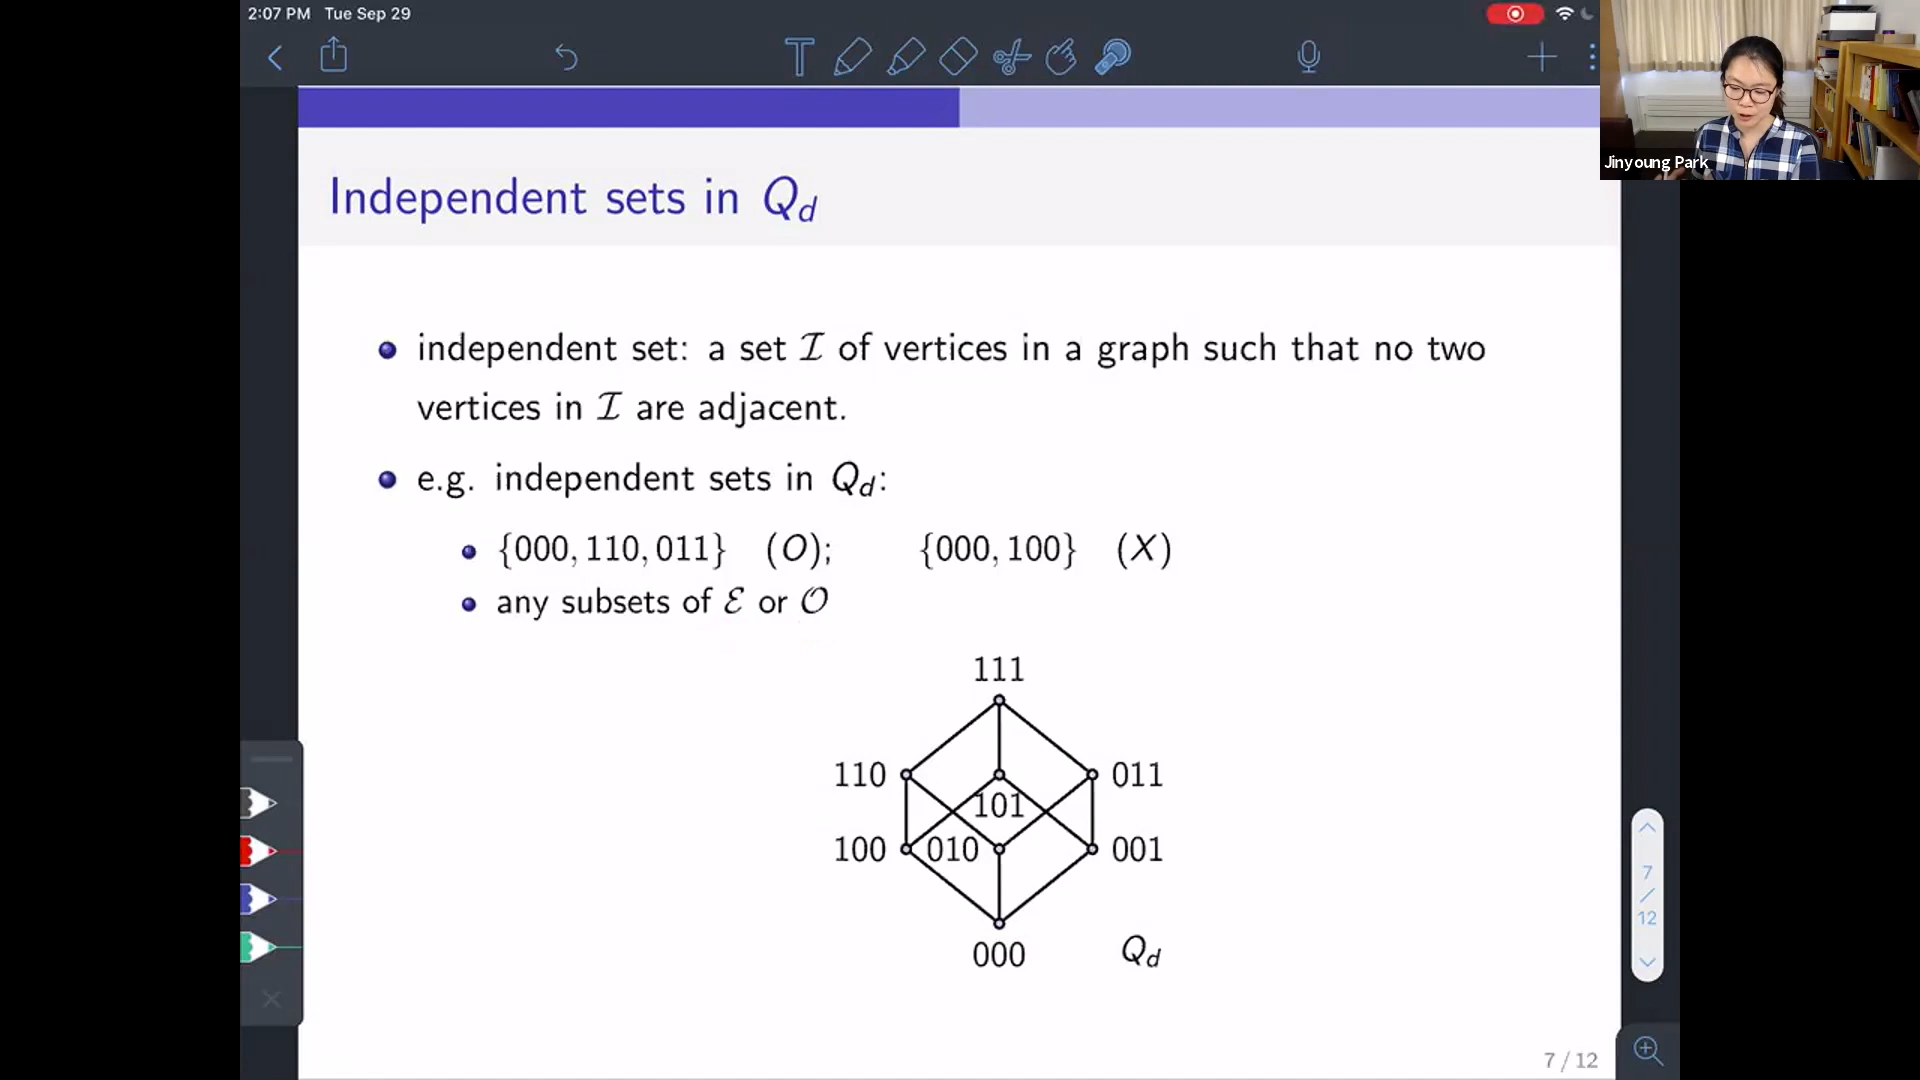 2:07 PM Tue Sep 29
Jinyoung Park
Independent sets in Q_d
independent set: a set I of vertices in a graph such that no two
vertices in I are adjacent.
e.g. independent sets in Q_d:
{000, 110, 011} (O); {000, 100} (X)
any subsets of ℰ or 𝒪
111
110
011
101
100
010
001
000
Q_d
7
/
12
7 / 12